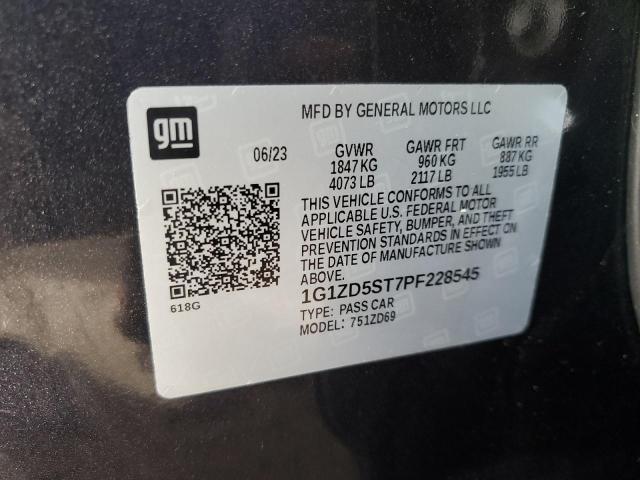 gm
MFD BY GENERAL MOTORS LLC
06/23 GVWR GAWR FRT GAWR RR
1847 KG 960 KG 887 KG
4073 LB 2117 LB 1955 LB
THIS VEHICLE CONFORMS TO ALL
APPLICABLE U.S. FEDERAL MOTOR
VEHICLE SAFETY, BUMPER, AND THEFT
PREVENTION STANDARDS IN EFFECT ON
THE DATE OF MANUFACTURE SHOWN
ABOVE.
1G1ZD5ST7PF228545
618G
TYPE: PASS CAR
MODEL: 751ZD69